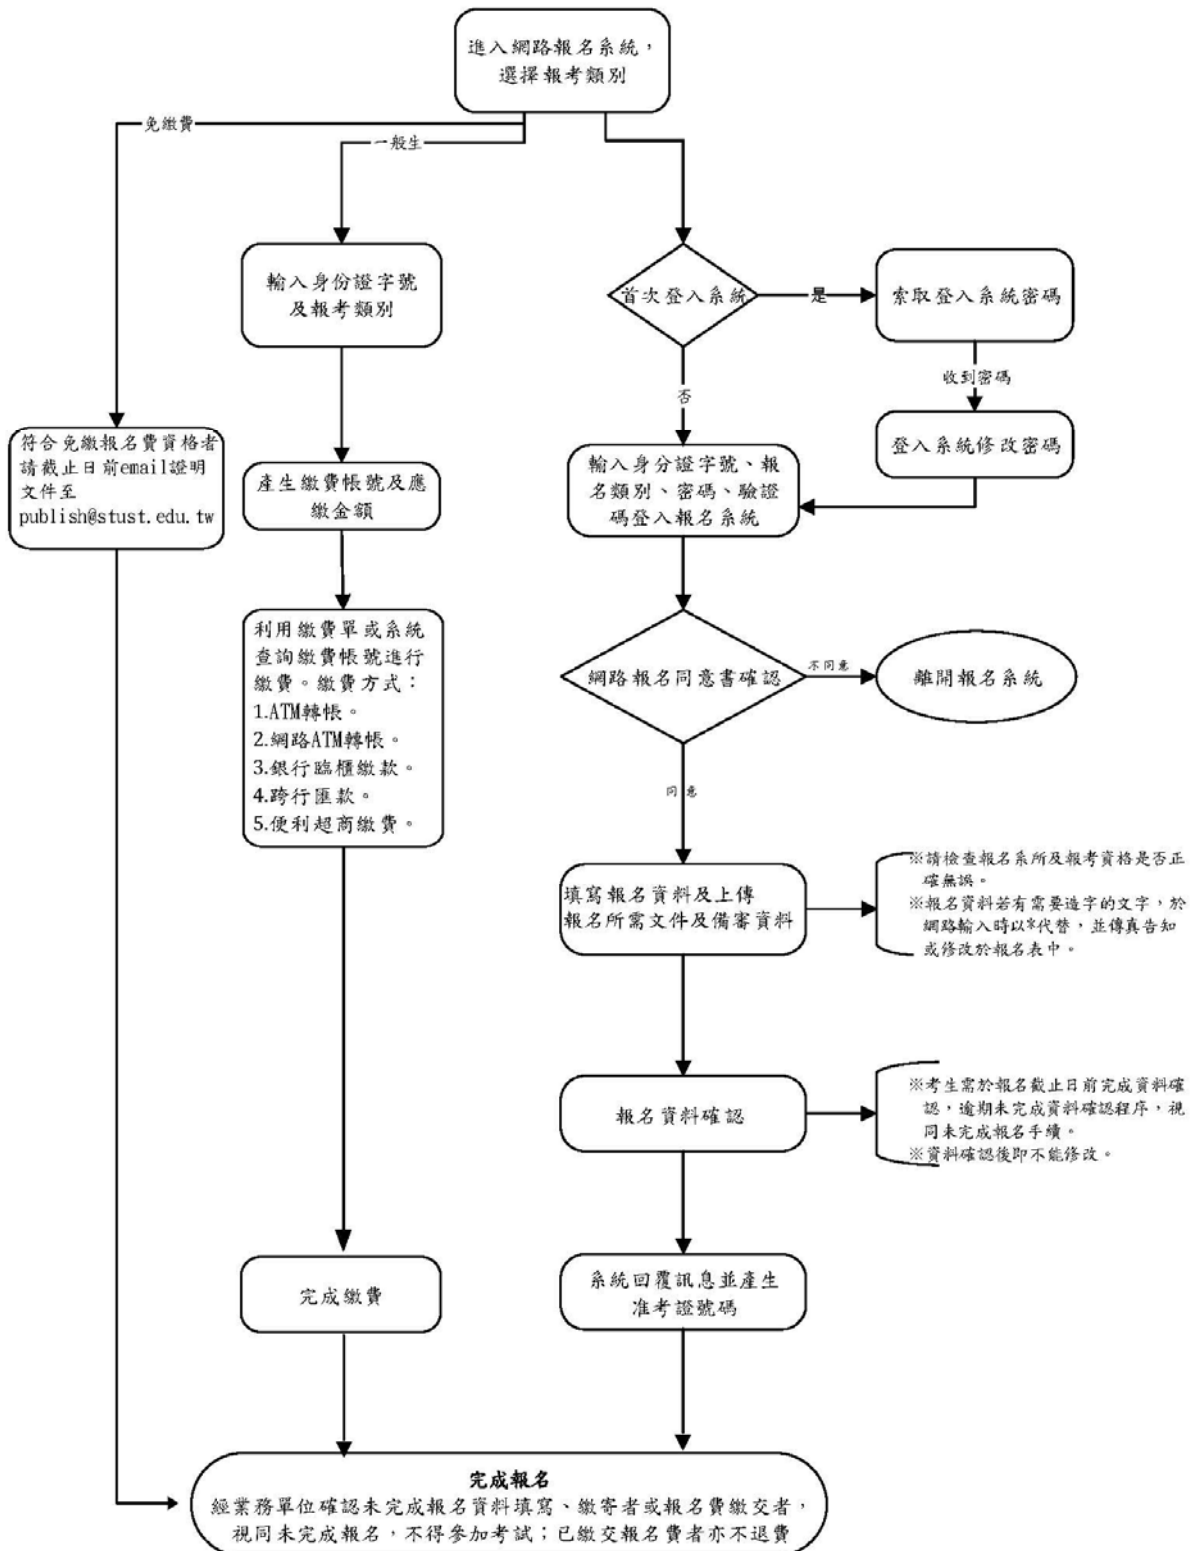 進入網路報名系統，
選擇報考類別
免繳費
一般生
輸入身份證字號
及報考類別
首次登入系統
是
索取登入系統密碼
收到密碼
否
登入系統修改密碼
符合免繳報名費資格者
請截止日前email證明
文件至
publish@stust.edu.tw
產生繳費帳號及應
繳金額
輸入身分證字號、報
名類別、密碼、驗證
碼登入報名系統
利用繳費單或系統
查詢繳費帳號進行
繳費。繳費方式：
1.ATM轉帳。
2.網路ATM轉帳。
3.銀行臨櫃繳款。
4.跨行匯款。
5.便利超商繳費。
網路報名同意書確認
不同意
離開報名系統
同意
填寫報名資料及上傳
報名所需文件及備審資料
※請檢查報名系所及報考資格是否正
確無誤。
※報名資料若有需要造字的文字，於
網路輸入時以*代替，並傳真告知
或修改於報名表中。
報名資料確認
※考生需於報名截止日前完成資料確
認，逾期未完成資料確認程序，視
同未完成報名手續。
※資料確認後即不能修改。
完成繳費
系統回覆訊息並產生
准考證號碼
完成報名
經業務單位確認未完成報名資料填寫、繳寄者或報名費繳交者，
視同未完成報名，不得參加考試；已繳交報名費者亦不退費